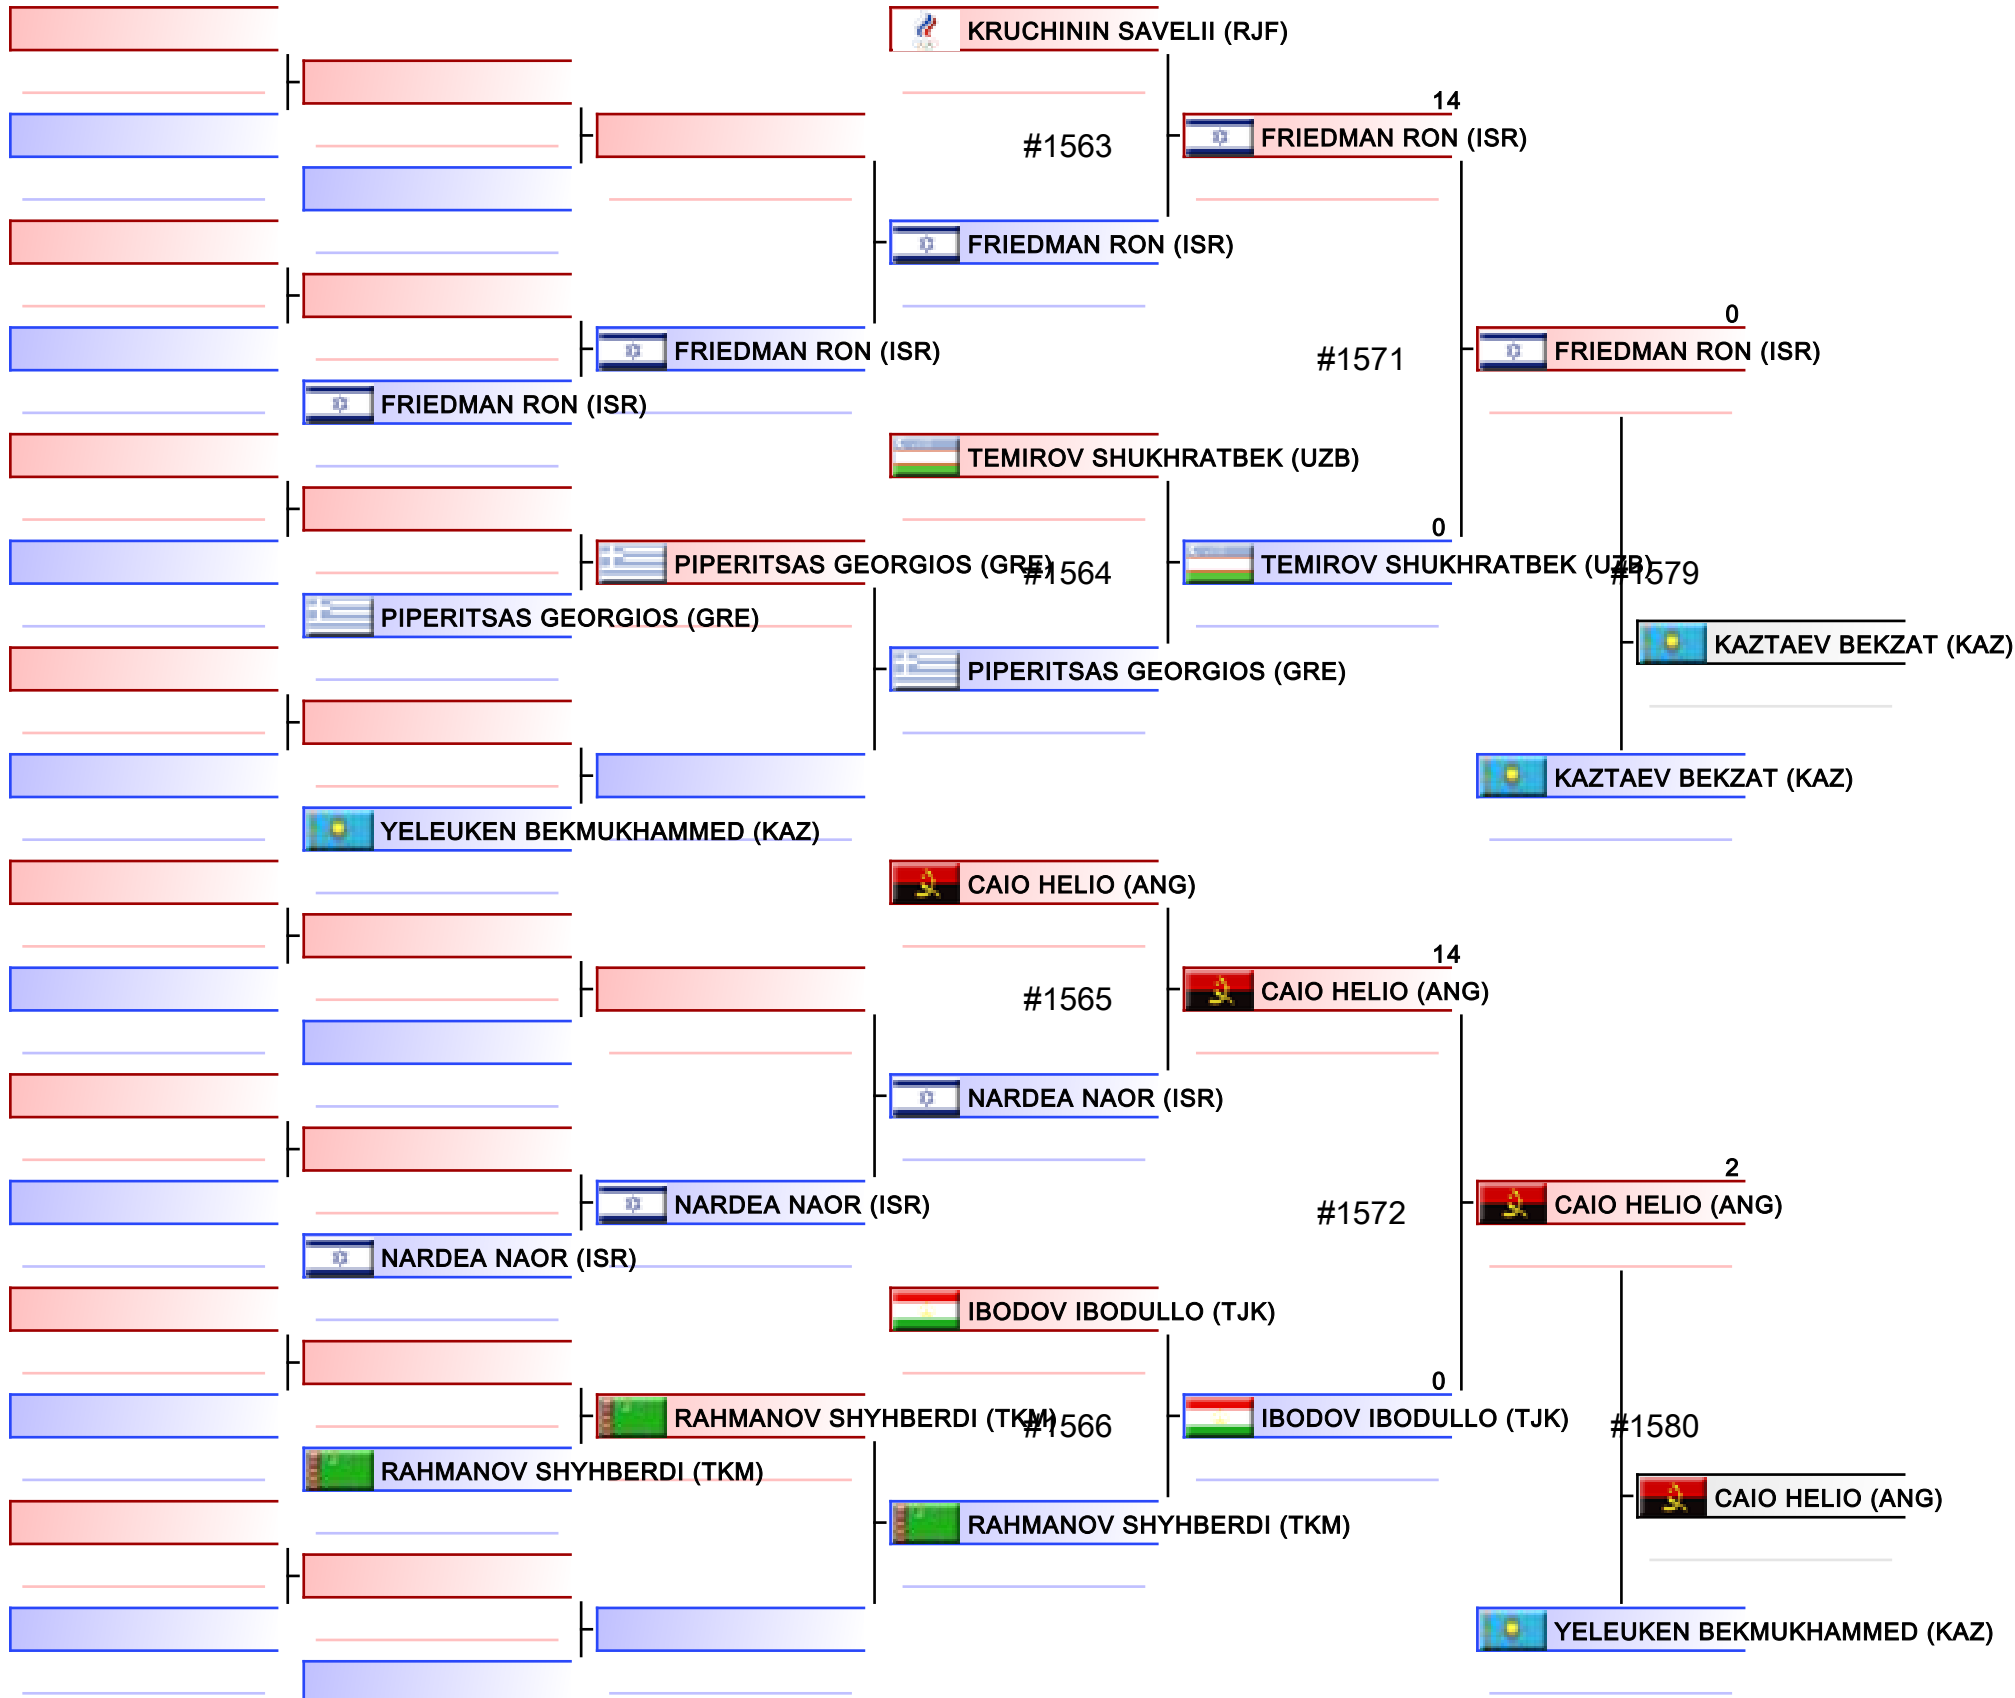 KRUCHININ SAVELII (RJF)
14
#1563
FRIEDMAN RON (ISR)
FRIEDMAN RON (ISR)
0
FRIEDMAN RON (ISR)
#1571
FRIEDMAN RON (ISR)
FRIEDMAN RON (ISR)
TEMIROV SHUKHRATBEK (UZB)
0
PIPERITSAS GEORGIOS (GRE)
#1564
TEMIROV SHUKHRATBEK (UZB)
#1579
PIPERITSAS GEORGIOS (GRE)
KAZTAEV BEKZAT (KAZ)
PIPERITSAS GEORGIOS (GRE)
KAZTAEV BEKZAT (KAZ)
YELEUKEN BEKMUKHAMMED (KAZ)
CAIO HELIO (ANG)
14
#1565
CAIO HELIO (ANG)
NARDEA NAOR (ISR)
2
NARDEA NAOR (ISR)
#1572
CAIO HELIO (ANG)
NARDEA NAOR (ISR)
IBODOV IBODULLO (TJK)
0
RAHMANOV SHYHBERDI (TKM)
#1566
IBODOV IBODULLO (TJK)
#1580
RAHMANOV SHYHBERDI (TKM)
CAIO HELIO (ANG)
RAHMANOV SHYHBERDI (TKM)
YELEUKEN BEKMUKHAMMED (KAZ)